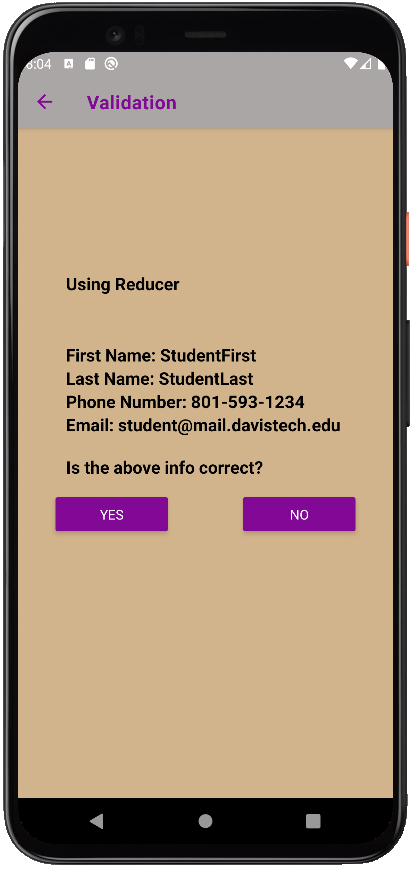 6:04
Validation
Using Reducer
First Name: StudentFirst
Last Name: StudentLast
Phone Number: 801-593-1234
Email: student@mail.davistech.edu
Is the above info correct?
YES
NO